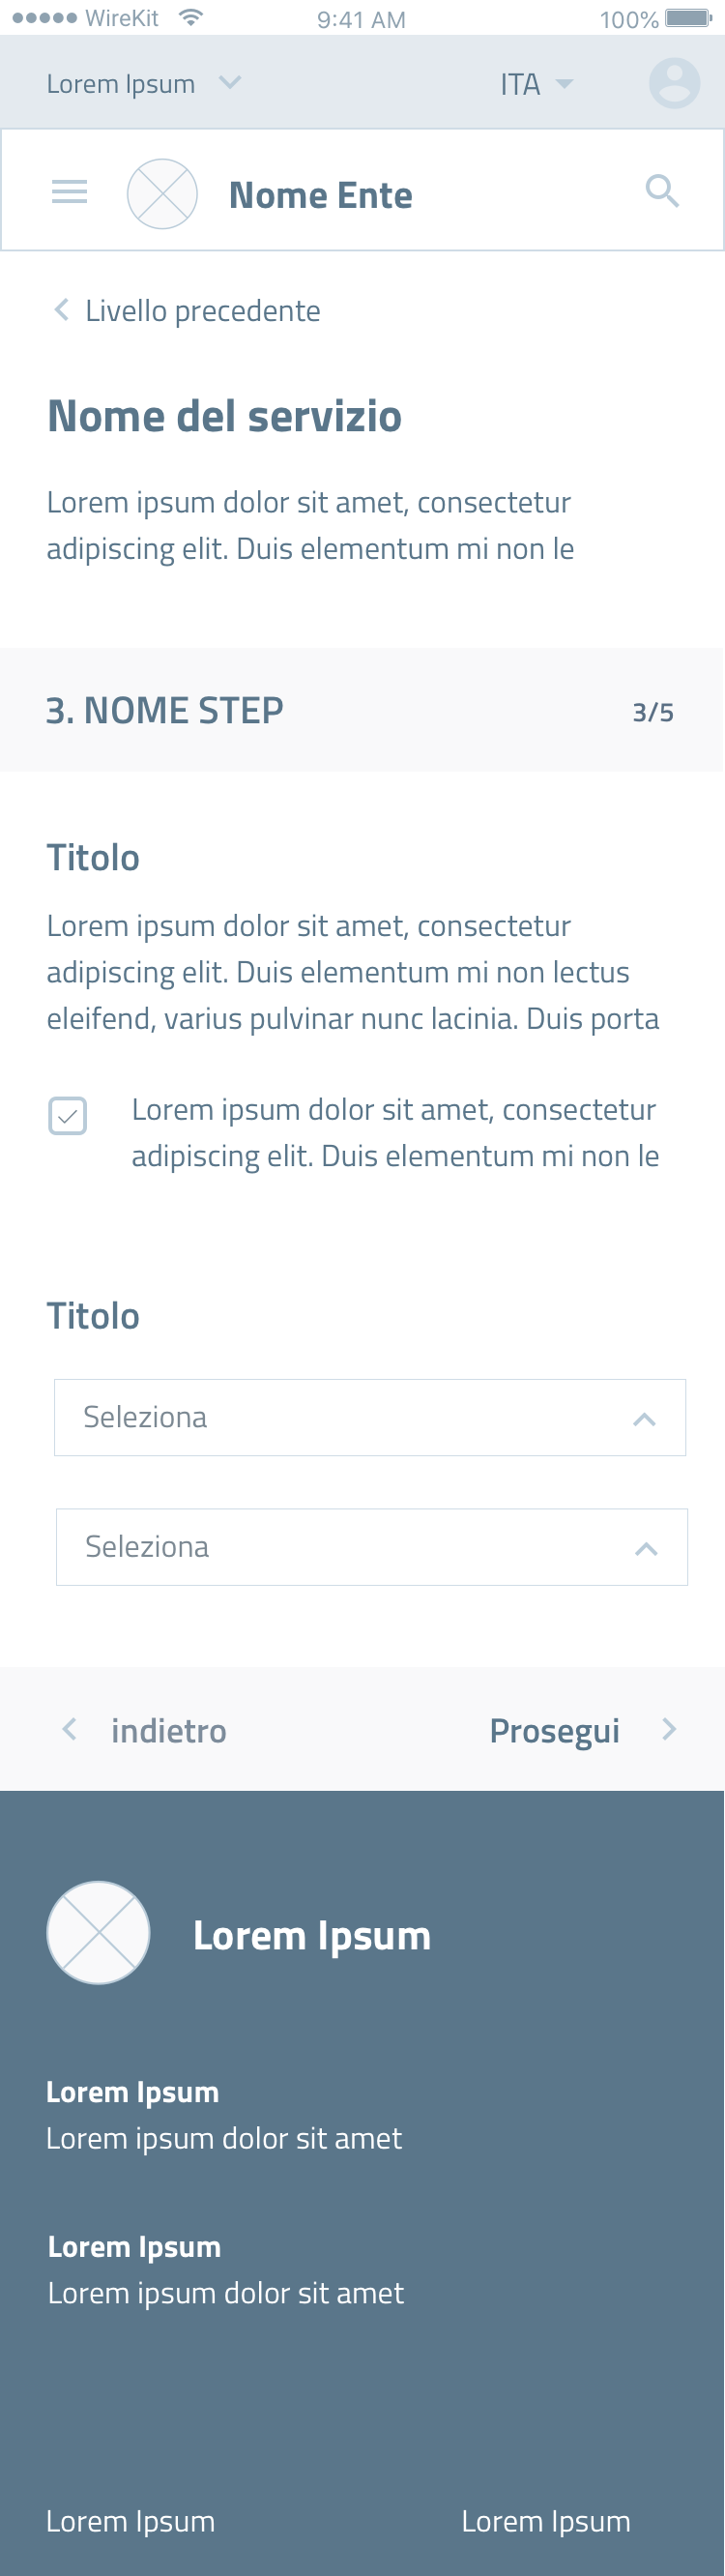 WireKit 9:41 AM 100%
Lorem Ipsum ITA
Nome Ente
Livello precedente
Nome del servizio
Lorem ipsum dolor sit amet, consectetur
adipiscing elit. Duis elementum mi non le
3. NOME STEP 3/5
Titolo
Lorem ipsum dolor sit amet, consectetur
adipiscing elit. Duis elementum mi non lectus
eleifend, varius pulvinar nunc lacinia. Duis porta
Lorem ipsum dolor sit amet, consectetur
adipiscing elit. Duis elementum mi non le
Titolo
Seleziona
Seleziona
indietro Prosegui
Lorem Ipsum
Lorem Ipsum
Lorem ipsum dolor sit amet
Lorem Ipsum
Lorem ipsum dolor sit amet
Lorem Ipsum Lorem Ipsum